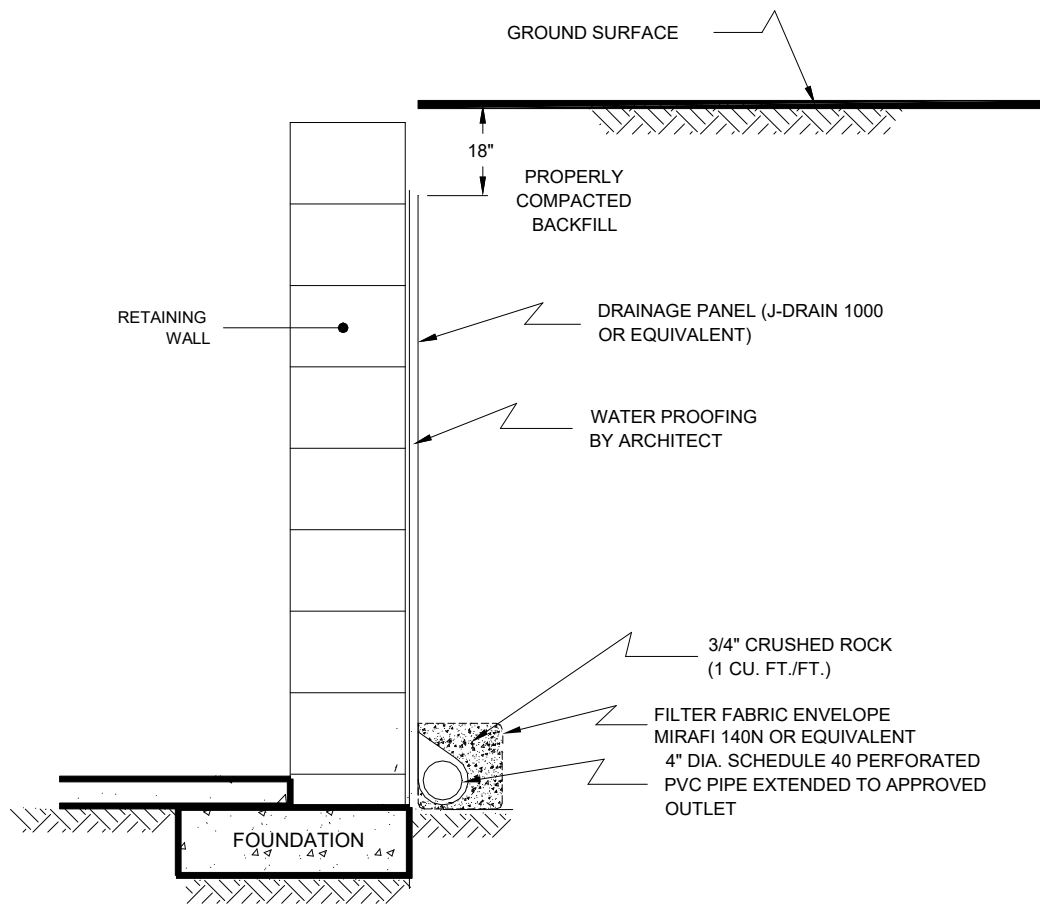 GROUND SURFACE
18"
PROPERLY
COMPACTED
BACKFILL
RETAINING
WALL
DRAINAGE PANEL (J-DRAIN 1000
OR EQUIVALENT)
WATER PROOFING
BY ARCHITECT
3/4" CRUSHED ROCK
(1 CU. FT./FT.)
FILTER FABRIC ENVELOPE
MIRAFI 140N OR EQUIVALENT
4" DIA. SCHEDULE 40 PERFORATED
PVC PIPE EXTENDED TO APPROVED
OUTLET
FOUNDATION